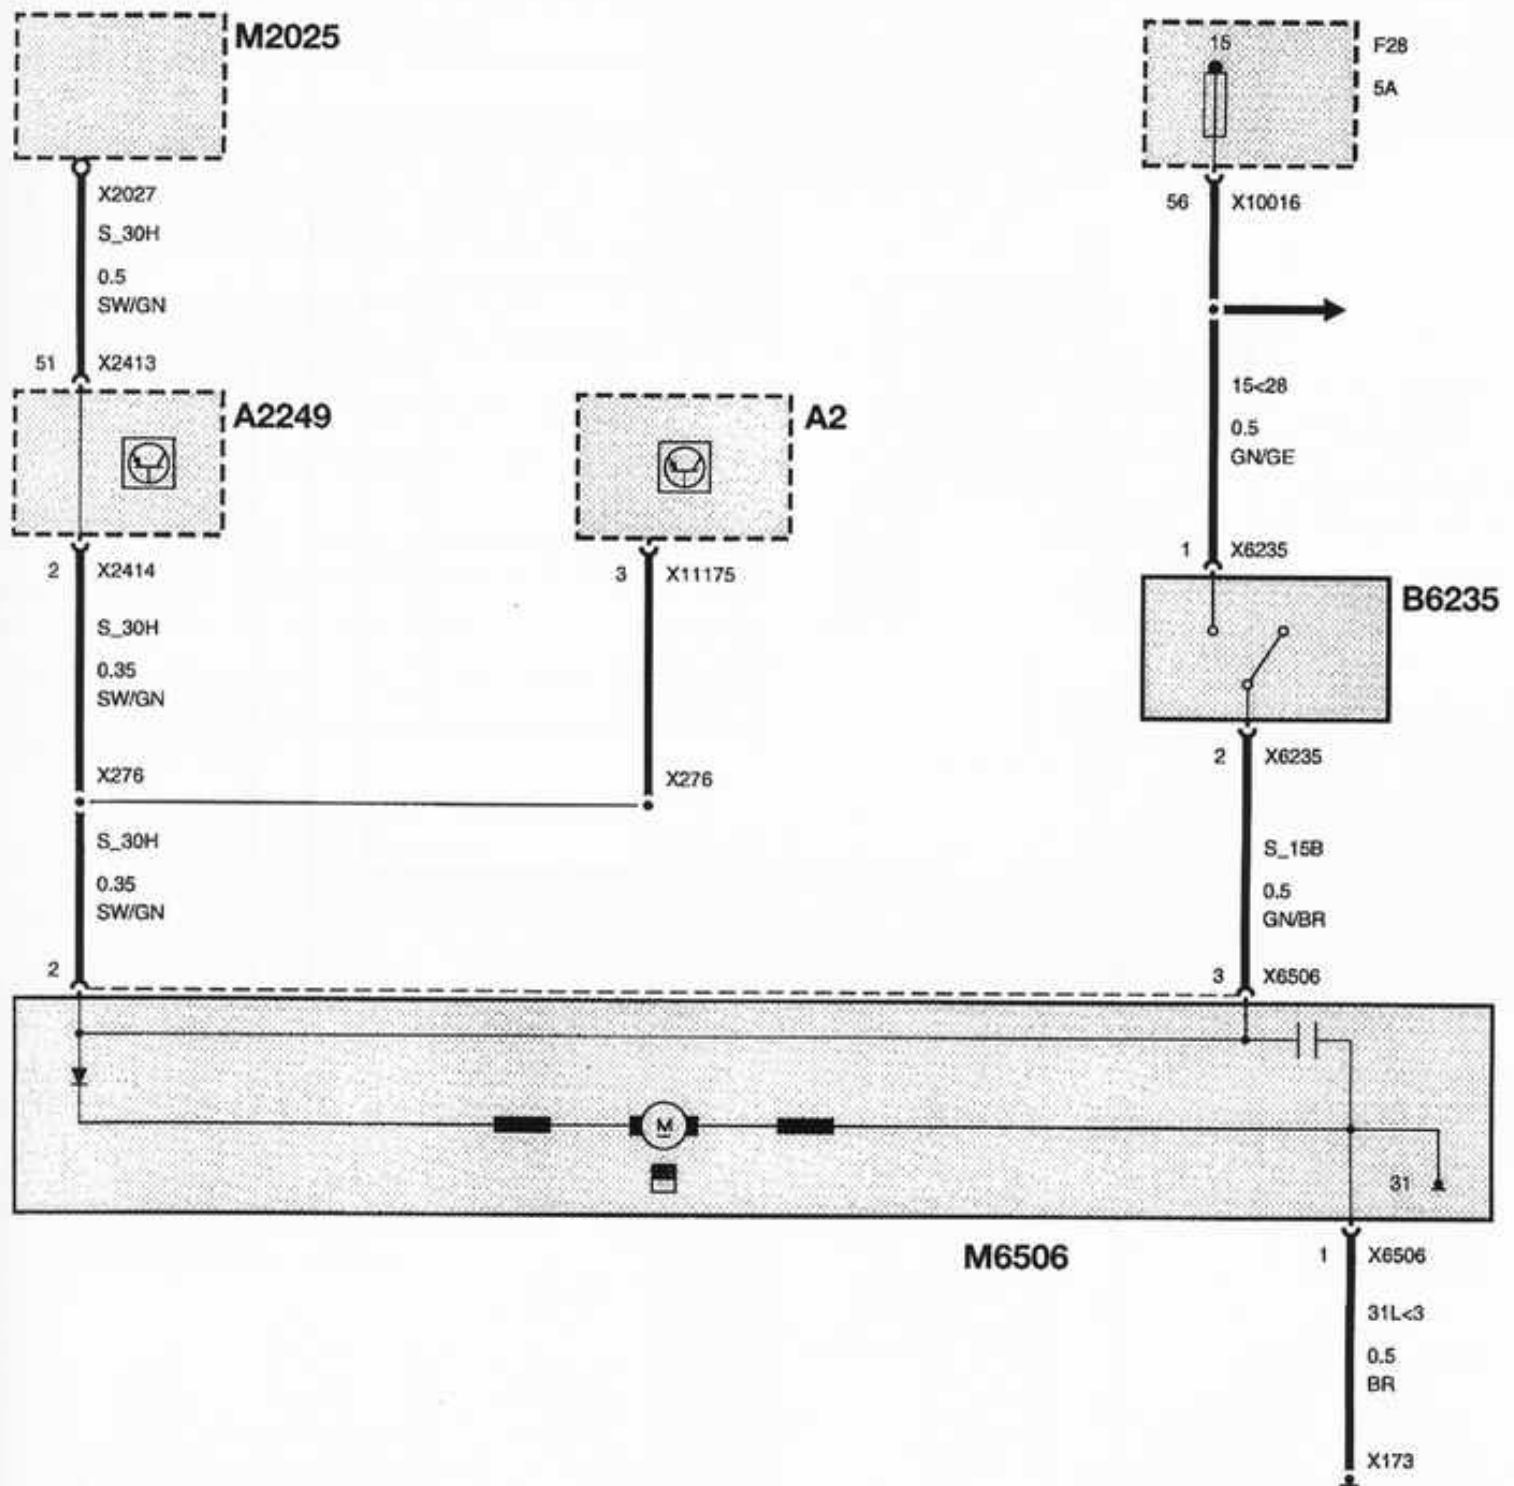 M2025
X2027
S_30H
0.5
SW/GN
51 X2413
A2249
2 X2414
S_30H
0.35
SW/GN
X276
S_30H
0.35
SW/GN
2
A2
3 X11175
X276
15
F28
5A
56 X10016
15<28
0.5
GN/GE
1 X6235
B6235
2 X6235
S_15B
0.5
GN/BR
3 X6506
M
31
M6506
1 X6506
31L<3
0.5
BR
X173